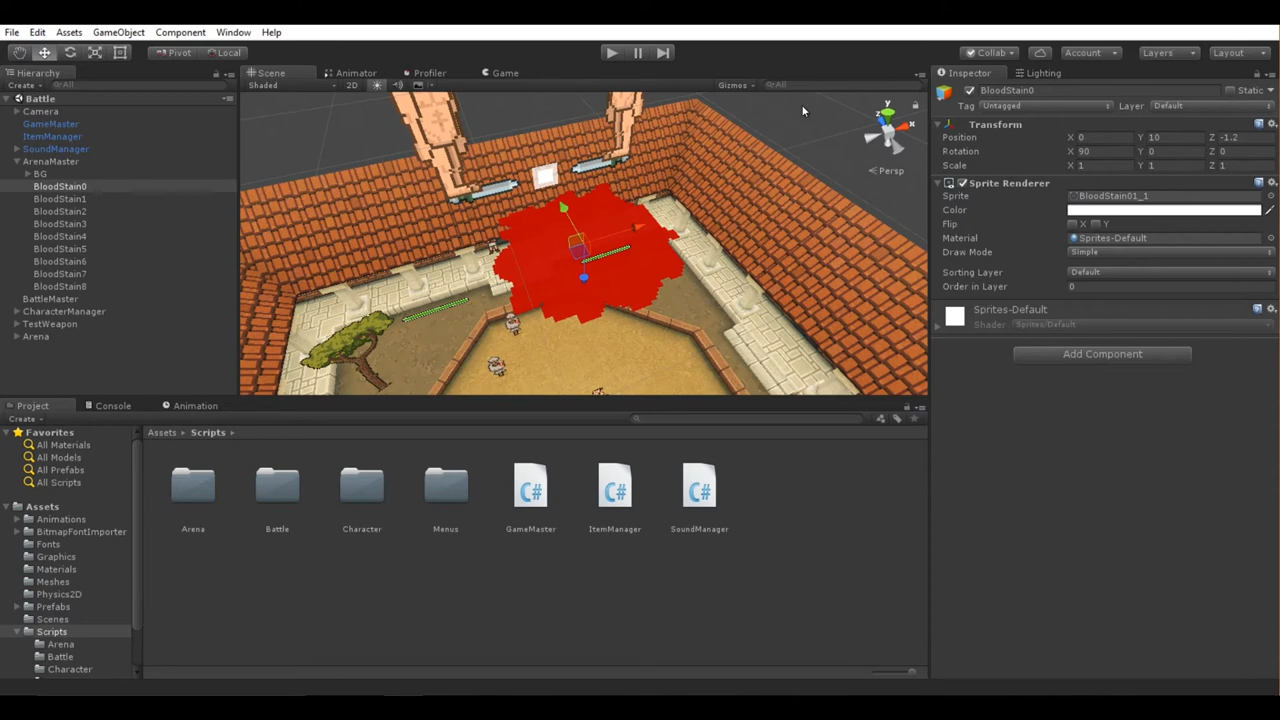 File Edit Assets GameObject Component Window Help
Pivot Local Collab Account Layers Layout
Hierarchy Scene Animator Profiler Game Inspector Lighting
Create All Shaded 2D Gizmos All
BloodStain0 Static
Tag Untagged Layer Default
Battle
Camera
GameMaster
ItemManager
SoundManager
ArenaMaster
BG
BloodStain0
BloodStain1
BloodStain2
BloodStain3
BloodStain4
BloodStain5
BloodStain6
BloodStain7
BloodStain8
BattleMaster
CharacterManager
TestWeapon
Arena
y
z x
Persp
Transform
Position X 0 Y 10 Z -1.2
Rotation X 90 Y 0 Z 0
Scale X 1 Y 1 Z 1
Sprite Renderer
Sprite BloodStain01_1
Color
Flip X Y
Material Sprites-Default
Draw Mode Simple
Sorting Layer Default
Order in Layer 0
Sprites-Default
Shader Sprites/Default
Add Component
Project Console Animation
Create
Favorites
All Materials
All Models
All Prefabs
All Scripts
Assets
Animations
BitmapFontImporter
Fonts
Graphics
Materials
Meshes
Physics2D
Prefabs
Scenes
Scripts
Arena
Battle
Character
Assets Scripts
C# C# C#
Arena Battle Character Menus GameMaster ItemManager SoundManager